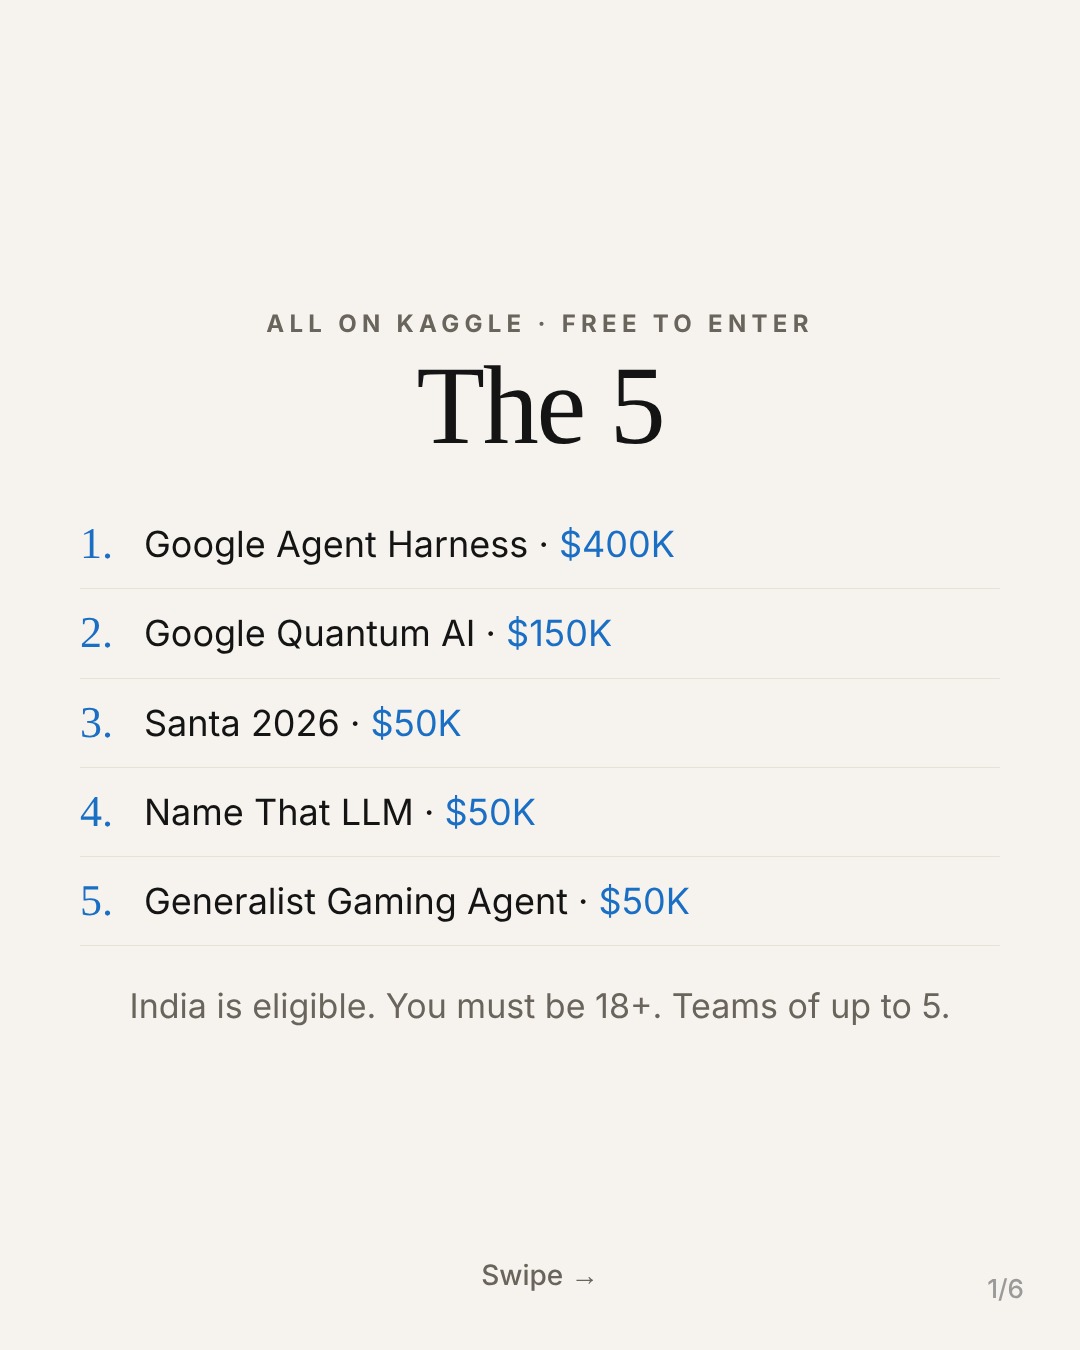 ALL ON KAGGLE · FREE TO ENTER
The 5
1. Google Agent Harness · $400K
2. Google Quantum AI · $150K
3. Santa 2026 · $50K
4. Name That LLM · $50K
5. Generalist Gaming Agent · $50K
India is eligible. You must be 18+. Teams of up to 5.
Swipe →
1/6